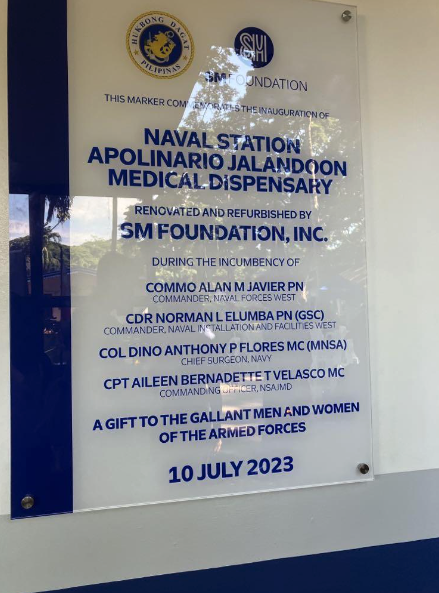 HUKBONG DAGAT
PILIPINAS
SM
SM FOUNDATION
THIS MARKER COMMEMORATES THE INAUGURATION OF
NAVAL STATION
APOLINARIO JALANDOON
MEDICAL DISPENSARY
RENOVATED AND REFURBISHED BY
SM FOUNDATION, INC.
DURING THE INCUMBENCY OF
COMMO ALAN M JAVIER PN
COMMANDER, NAVAL FORCES WEST
CDR NORMAN L ELUMBA PN (GSC)
COMMANDER, NAVAL INSTALLATION AND FACILITIES WEST
COL DINO ANTHONY P FLORES MC (MNSA)
CHIEF SURGEON, NAVY
CPT AILEEN BERNADETTE T VELASCO MC
COMMANDING OFFICER, NSAJMD
A GIFT TO THE GALLANT MEN AND WOMEN
OF THE ARMED FORCES
10 JULY 2023